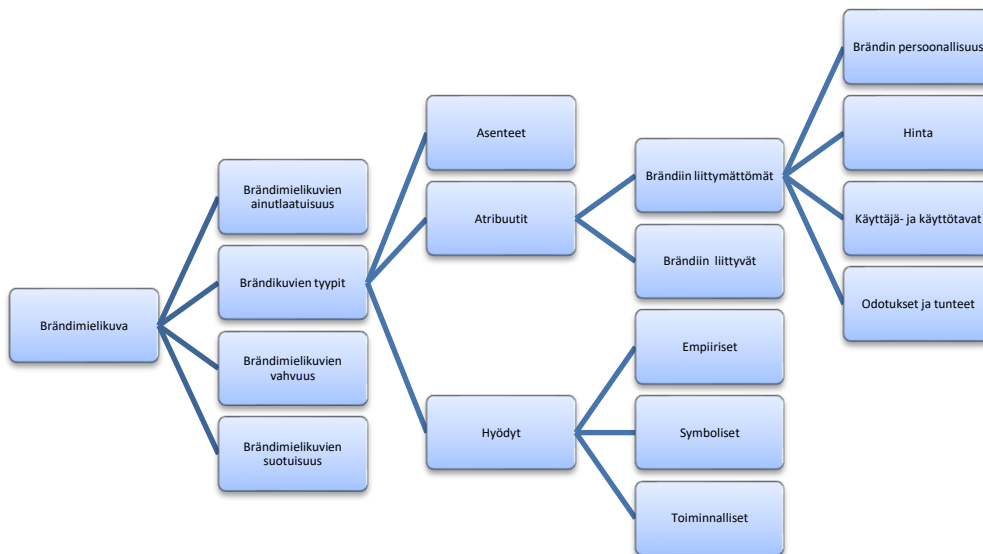 Brändin persoonallisuus
Asenteet
Hinta
Brändiin liittymättömät
Brändimielikuvien
ainutlaatuisuus
Atribuutit
Käyttäjä- ja käyttötavat
Brändiin liittyvät
Brändikuvien tyypit
Odotukset ja tunteet
Brändimielikuva
Empiiriset
Brändimielikuvien
vahvuus
Hyödyt
Symboliset
Brändimielikuvien
suotuisuus
Toiminnalliset